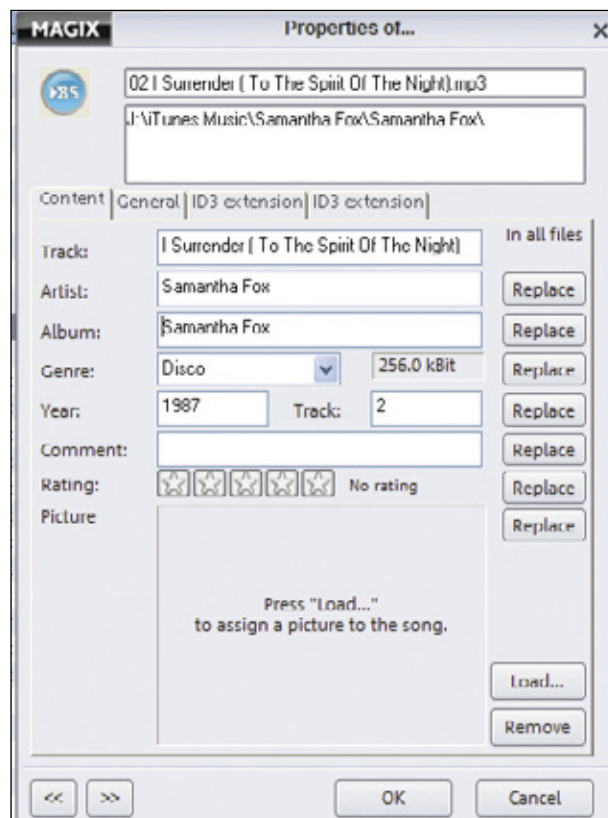 MAGIX Properties of...
02 I Surrender ( To The Spirit Of The Night).mp3
J:\iTunes Music\Samantha Fox\Samantha Fox\
Content General ID3 extension ID3 extension
In all files
Track: I Surrender ( To The Spirit Of The Night)
Artist: Samantha Fox Replace
Album: Samantha Fox Replace
Genre: Disco 256.0 kBit Replace
Year: 1987 Track: 2 Replace
Comment: Replace
Rating: No rating Replace
Picture Replace
Press "Load..."
to assign a picture to the song.
Load...
Remove
<< >> OK Cancel